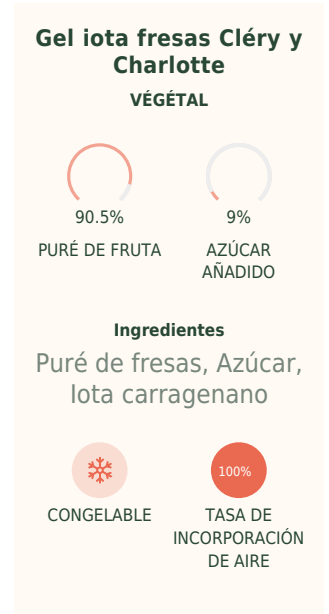 Gel iota fresas Cléry y
Charlotte
VÉGÉTAL
90.5%
PURÉ DE FRUTA
9%
AZÚCAR
AÑADIDO
Ingredientes
Puré de fresas, Azúcar,
Iota carragenano
CONGELABLE
100%
TASA DE
INCORPORACIÓN
DE AIRE